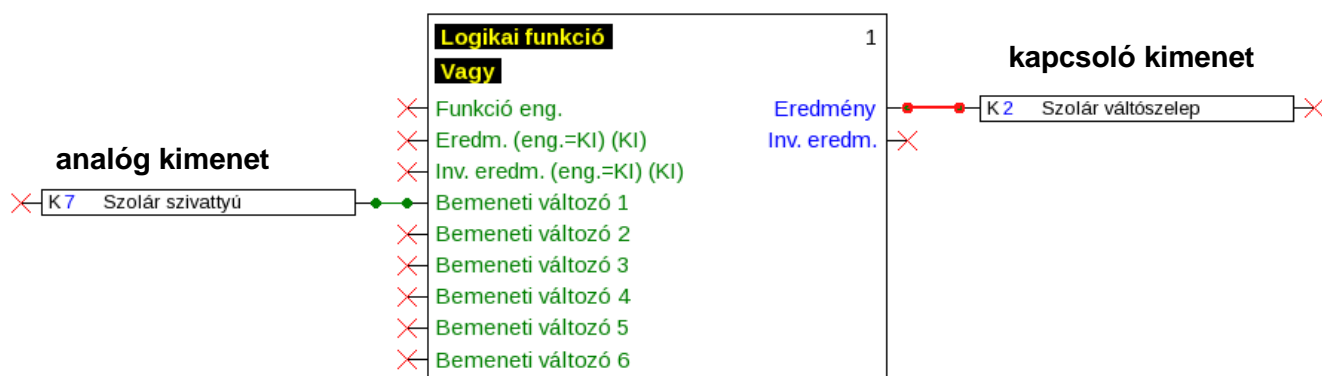 Logikai funkció 1
Vagy
kapcsoló kimenet
Funkció eng. Eredmény K 2 Szolár váltószelep
Eredm. (eng.=KI) (KI) Inv. eredm.
analóg kimenet
Inv. eredm. (eng.=KI) (KI)
K 7 Szolár szivattyú Bemeneti változó 1
Bemeneti változó 2
Bemeneti változó 3
Bemeneti változó 4
Bemeneti változó 5
Bemeneti változó 6